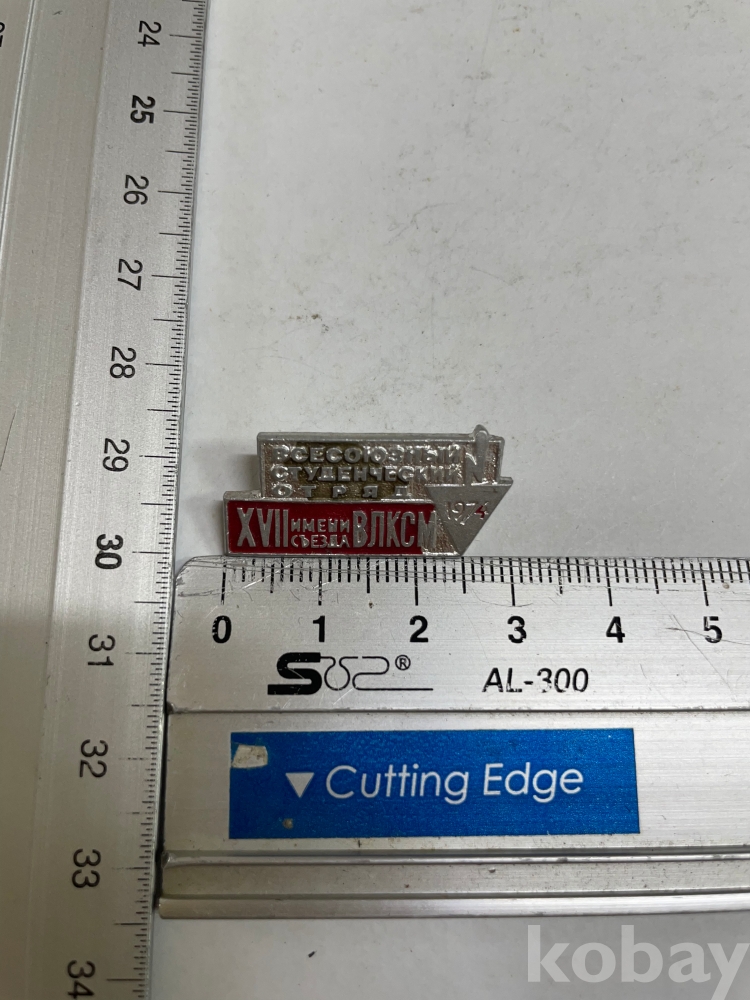 24
25
26
27
28
29
30
31
32
33
34
ВСЕСОЮЗНЫЙ
СТУДЕНЧЕСКИЙ
ОТРЯД
XVII ИМЕНИ СЪЕЗДА ВЛКСМ
1974
0 1 2 3 4 5
®
AL-300
▼ Cutting Edge
kobay